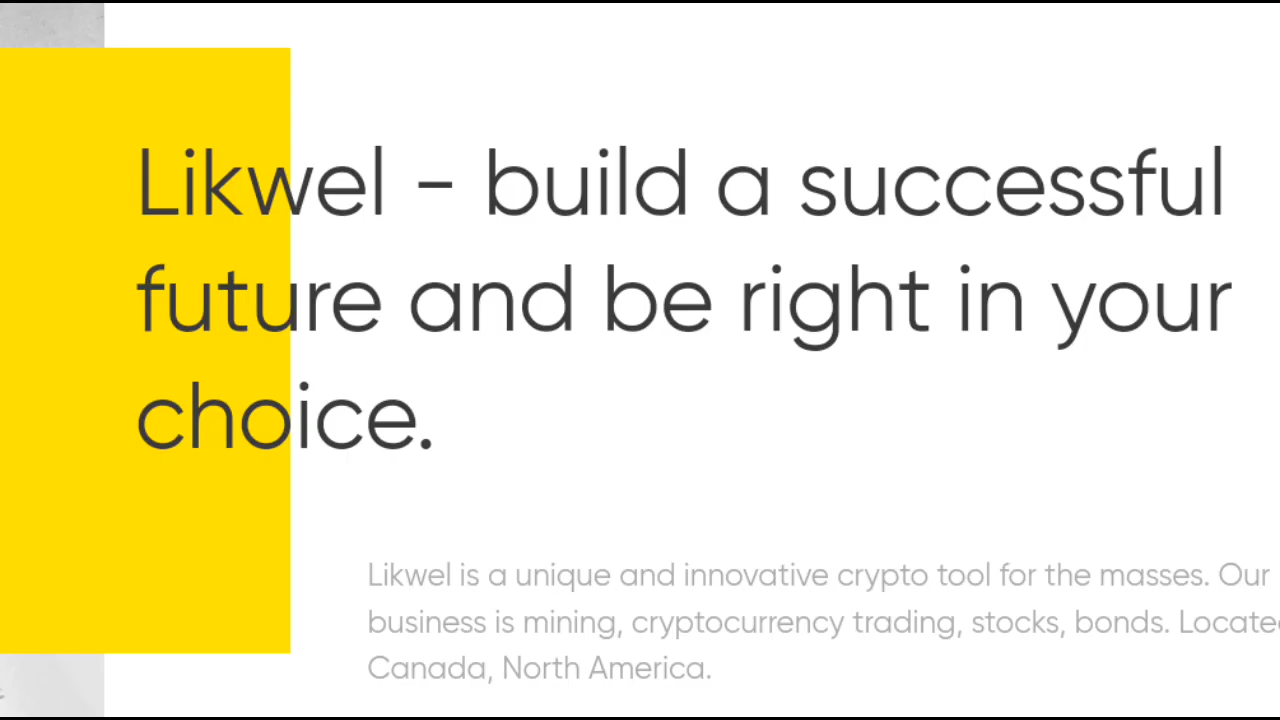 Likwel - build a successful
future and be right in your
choice.
Likwel is a unique and innovative crypto tool for the masses. Our
business is mining, cryptocurrency trading, stocks, bonds.
Canada, North America.